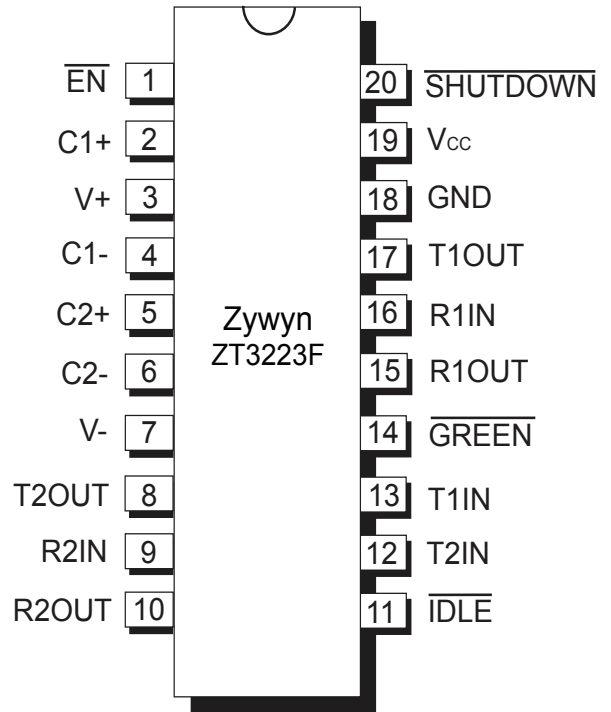 EN 1 20 SHUTDOWN
C1+ 2 19 Vcc
V+ 3 18 GND
C1- 4 17 T1OUT
C2+ 5 16 R1IN
Zywyn
ZT3223F
C2- 6 15 R1OUT
V- 7 14 GREEN
T2OUT 8 13 T1IN
R2IN 9 12 T2IN
R2OUT 10 11 IDLE